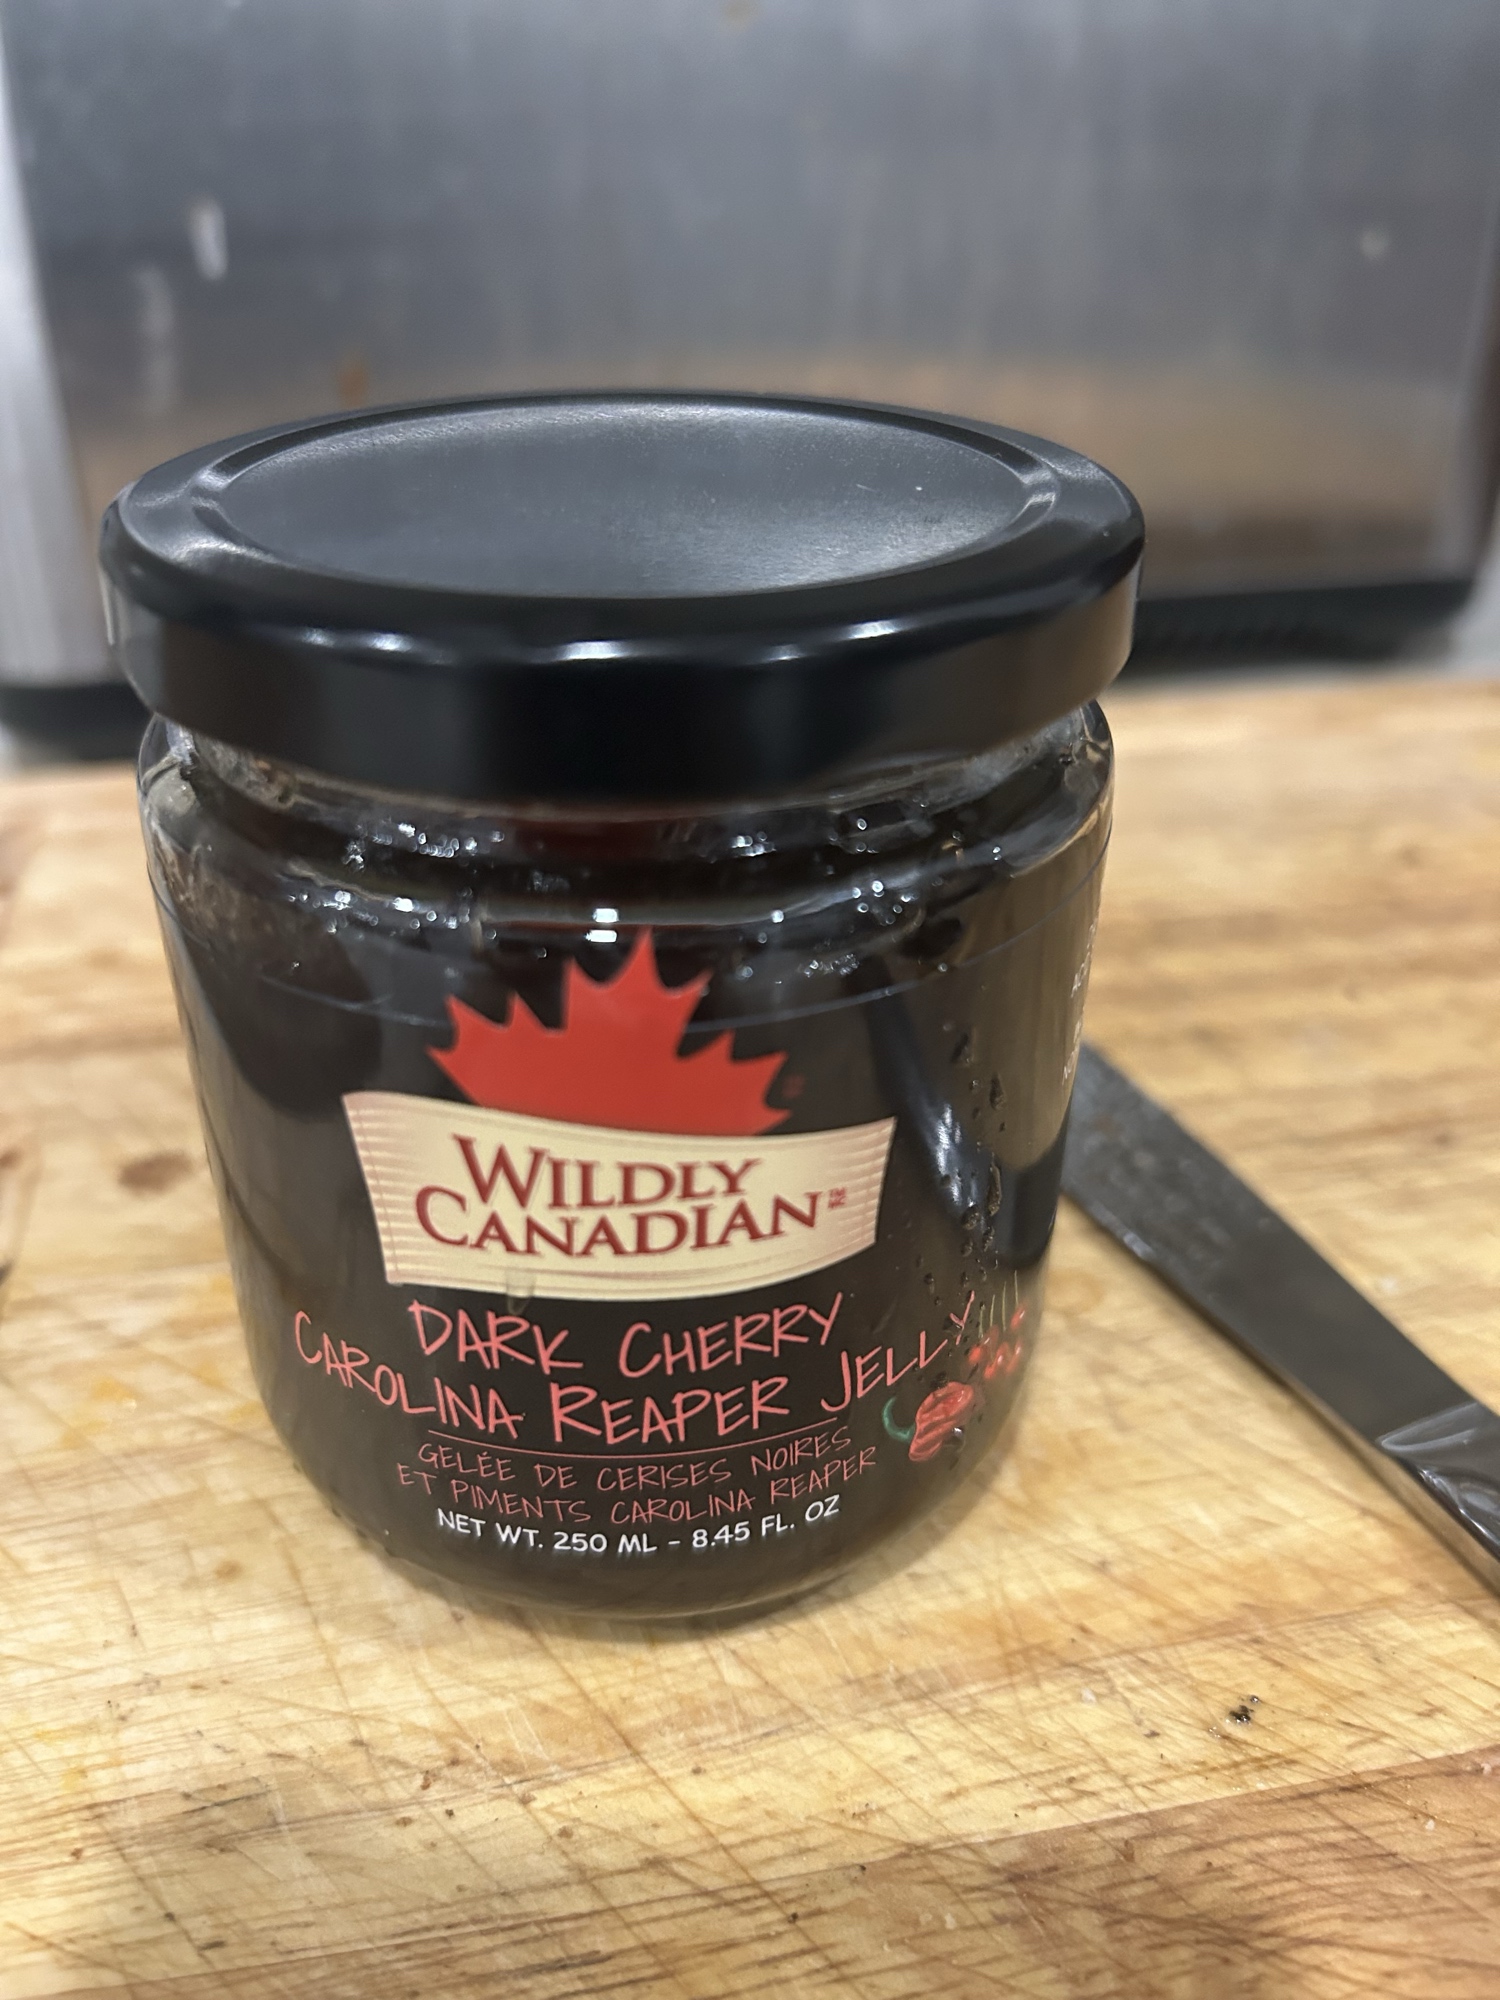 WILDLY
CANADIAN
DARK CHERRY
CAROLINA REAPER JELLY
GELÉE DE CERISES NOIRES
ET PIMENTS CAROLINA REAPER
NET WT. 250 ML - 8.45 FL. OZ